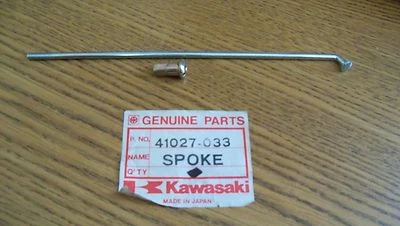 GENUINE PARTS
P. NO. 41027-033
NAME SPOKE
Q'TY
Kawasaki
MADE IN JAPAN